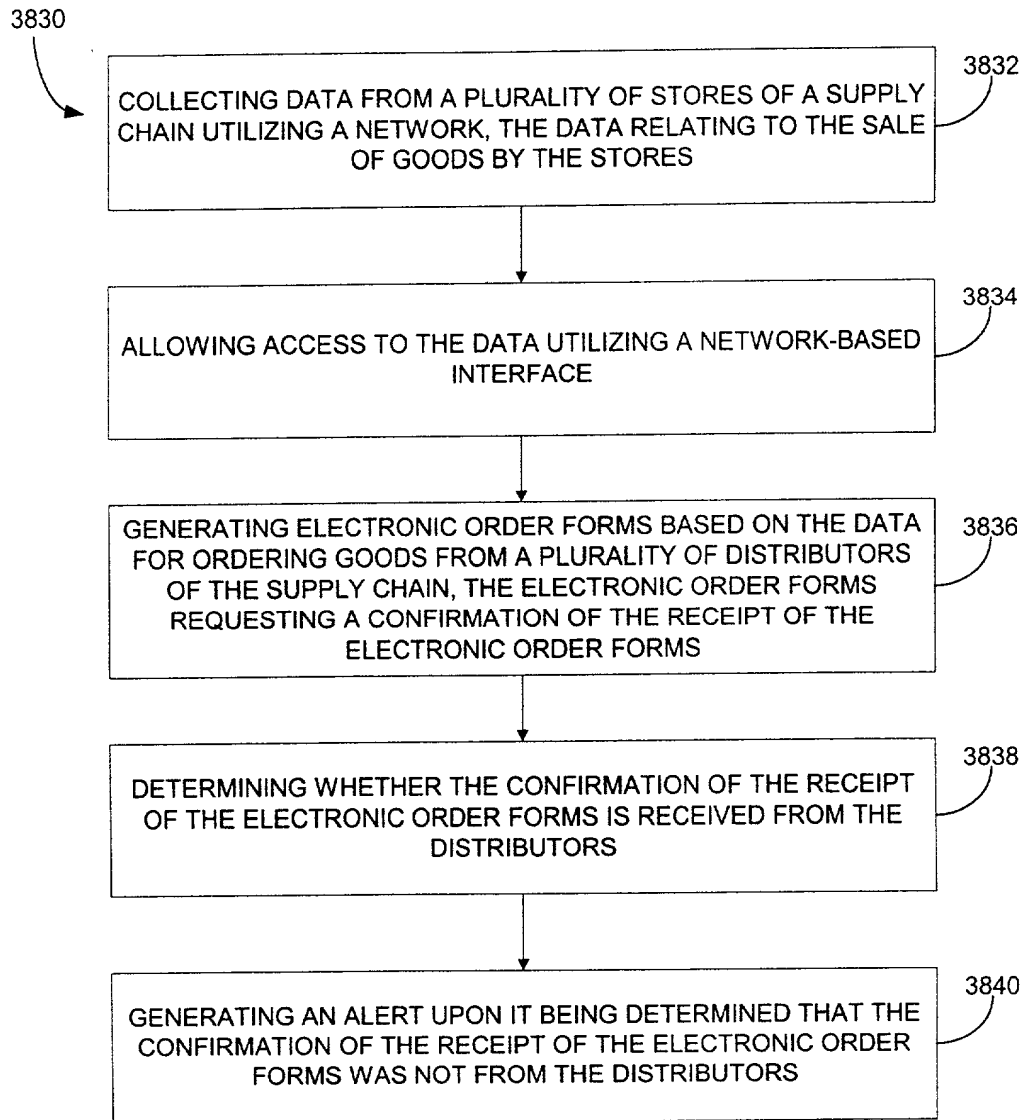 3830
3832
COLLECTING DATA FROM A PLURALITY OF STORES OF A SUPPLY
CHAIN UTILIZING A NETWORK, THE DATA RELATING TO THE SALE
OF GOODS BY THE STORES
3834
ALLOWING ACCESS TO THE DATA UTILIZING A NETWORK-BASED
INTERFACE
3836
GENERATING ELECTRONIC ORDER FORMS BASED ON THE DATA
FOR ORDERING GOODS FROM A PLURALITY OF DISTRIBUTORS
OF THE SUPPLY CHAIN, THE ELECTRONIC ORDER FORMS
REQUESTING A CONFIRMATION OF THE RECEIPT OF THE
ELECTRONIC ORDER FORMS
3838
DETERMINING WHETHER THE CONFIRMATION OF THE RECEIPT
OF THE ELECTRONIC ORDER FORMS IS RECEIVED FROM THE
DISTRIBUTORS
3840
GENERATING AN ALERT UPON IT BEING DETERMINED THAT THE
CONFIRMATION OF THE RECEIPT OF THE ELECTRONIC ORDER
FORMS WAS NOT FROM THE DISTRIBUTORS